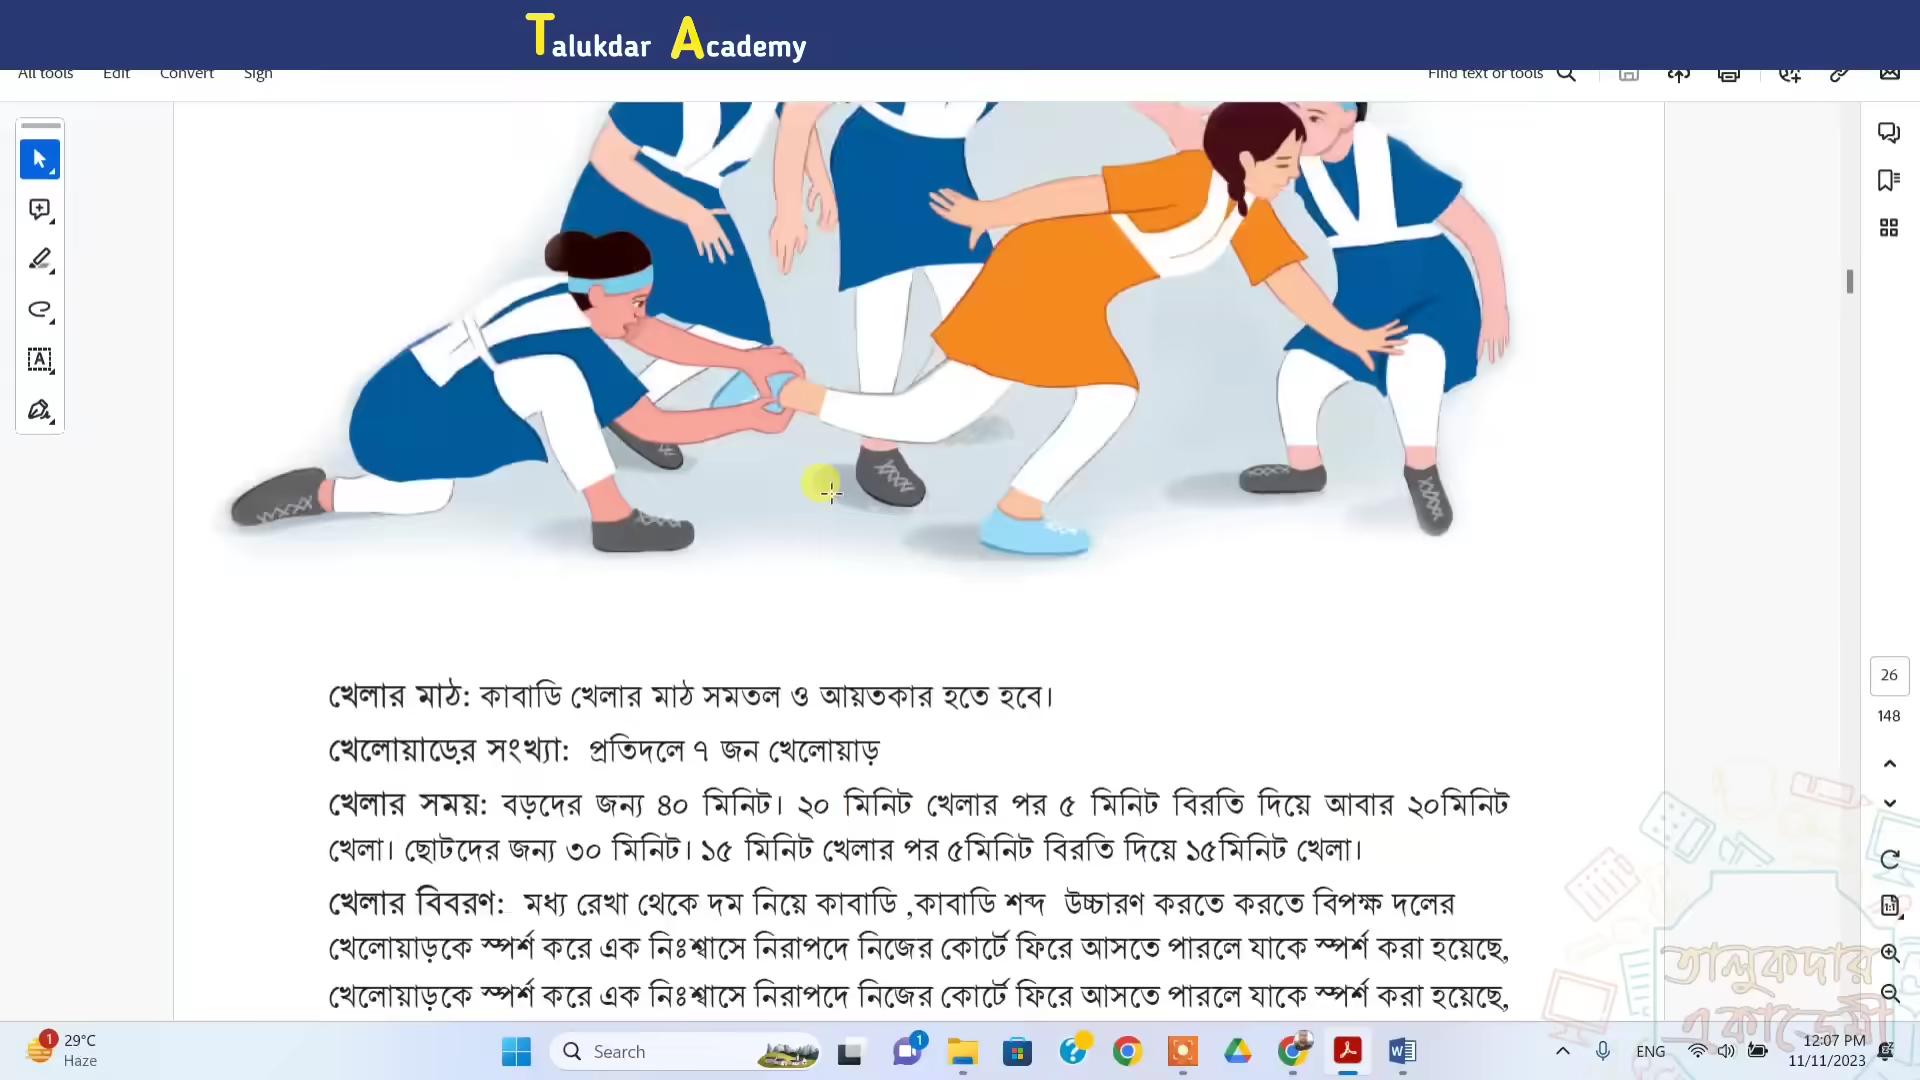 Talukdar Academy
All tools Edit Convert Sign
Find text or tools
খেলার মাঠ: কাবাডি খেলার মাঠ সমতল ও আয়তকার হতে হবে।
খেলোয়াড়ের সংখ্যা: প্রতিদলে ৭ জন খেলোয়াড়
খেলার সময়: বড়দের জন্য ৪০ মিনিট। ২০ মিনিট খেলার পর ৫ মিনিট বিরতি দিয়ে আবার ২০মিনিট
খেলা। ছোটদের জন্য ৩০ মিনিট। ১৫ মিনিট খেলার পর ৫মিনিট বিরতি দিয়ে ১৫মিনিট খেলা।
খেলার বিবরণ: মধ্য রেখা থেকে দম নিয়ে কাবাডি ,কাবাডি শব্দ উচ্চারণ করতে করতে বিপক্ষ দলের
খেলোয়াড়কে স্পর্শ করে এক নিঃশ্বাসে নিরাপদে নিজের কোর্টে ফিরে আসতে পারলে যাকে স্পর্শ করা হয়েছে,
খেলোয়াড়কে স্পর্শ করে এক নিঃশ্বাসে নিরাপদে নিজের কোর্টে ফিরে আসতে পারলে যাকে স্পর্শ করা হয়েছে,
26
148
তালুকদার
একাডেমী
1
29°C
Haze
Search
1
ENG
12:07 PM
11/11/2023